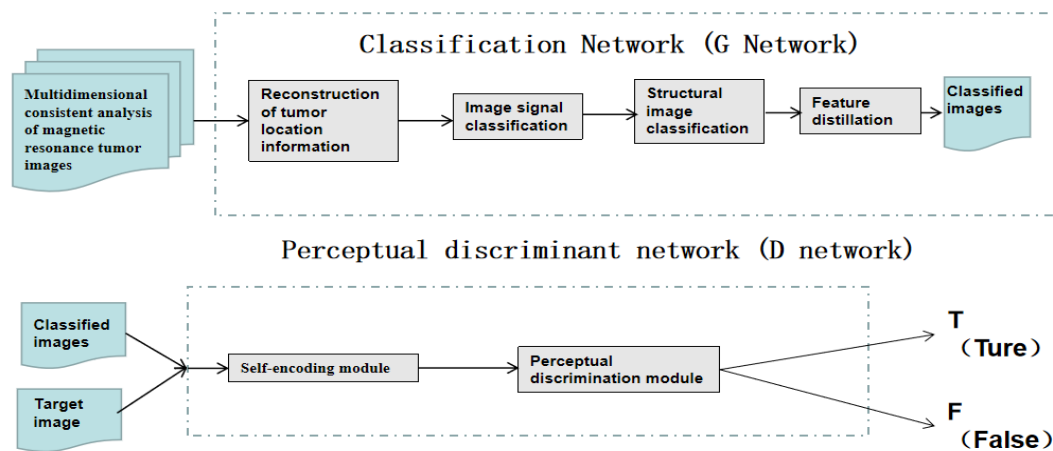 Classification Network (G Network)
Multidimensional
consistent analysis
of magnetic
resonance tumor
images
Reconstruction
of tumor
location
information
Image signal
classification
Structural
image
classification
Feature
distillation
Classified
images
Perceptual discriminant network (D network)
Classified
images
Target
image
Self-encoding module
Perceptual
discrimination module
T
（Ture）
F
（False）